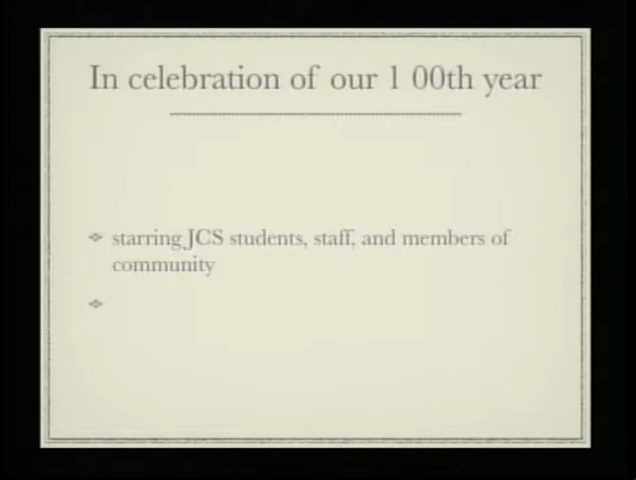 In celebration of our 1 00th year
starring JCS students, staff, and members of
community